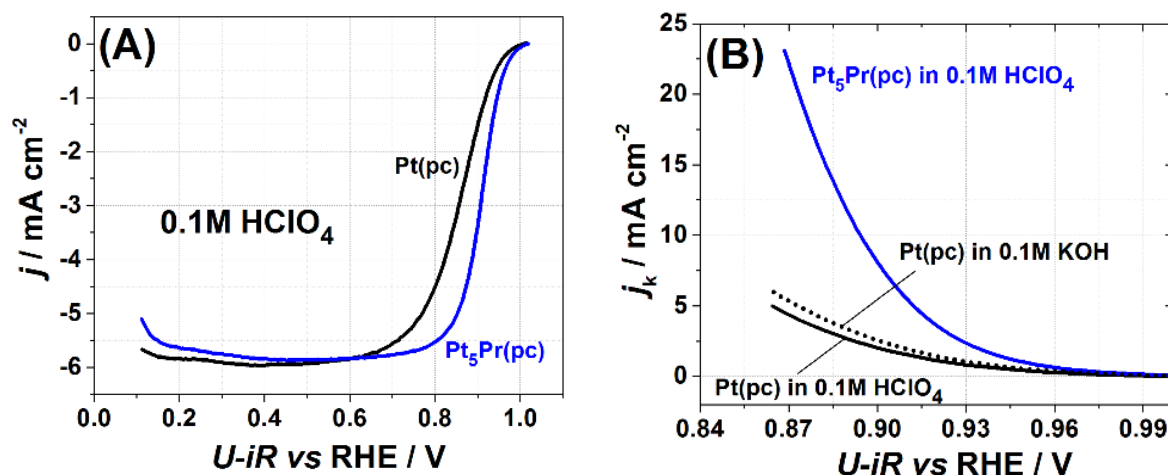 (A)
0
-1
-2
-3
-4
-5
-6
j / mA cm⁻²
Pt(pc)
0.1M HClO₄
Pt₅Pr(pc)
0.0 0.2 0.4 0.6 0.8 1.0
U-iR vs RHE / V
(B)
25
20
15
10
5
0
jₖ / mA cm⁻²
Pt₅Pr(pc) in 0.1M HClO₄
Pt(pc) in 0.1M KOH
Pt(pc) in 0.1M HClO₄
0.84 0.87 0.90 0.93 0.96 0.99
U-iR vs RHE / V